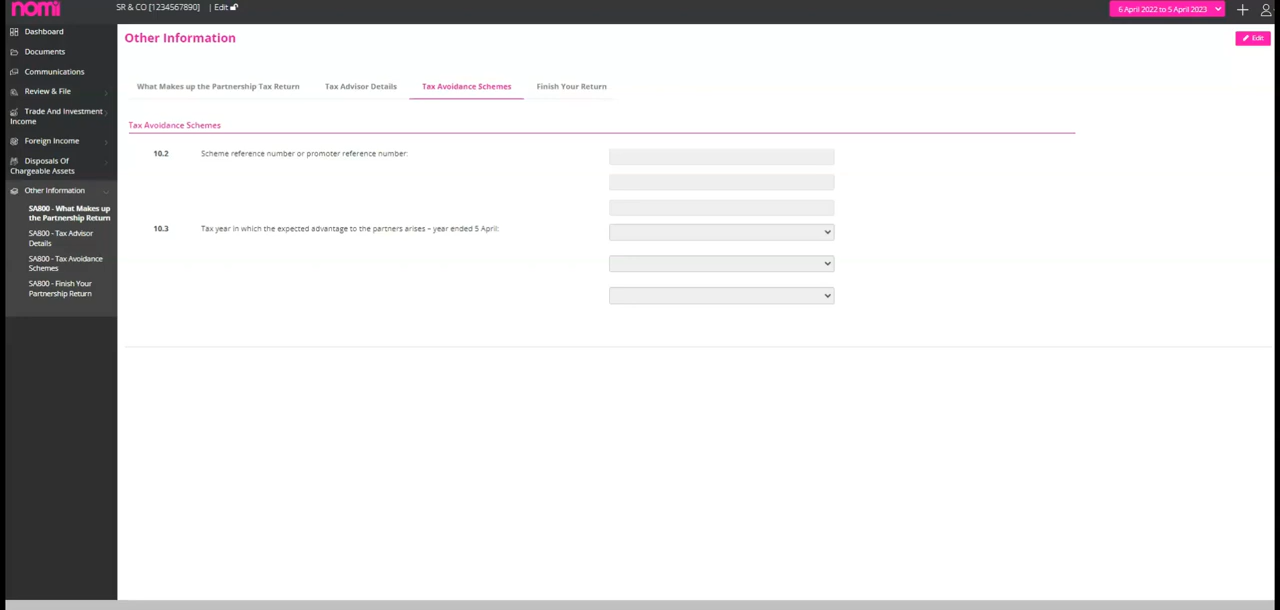 nomi
SR & CO [1234567890] | Edit
6 April 2022 to 5 April 2023
Dashboard
Documents
Communications
Review & File
Trade And Investment
Income
Foreign Income
Disposals Of
Chargeable Assets
Other Information
SA800 - What Makes up
the Partnership Return
SA800 - Tax Advisor
Details
SA800 - Tax Avoidance
Schemes
SA800 - Finish Your
Partnership Return
Other Information
Edit
What Makes up the Partnership Tax Return
Tax Advisor Details
Tax Avoidance Schemes
Finish Your Return
Tax Avoidance Schemes
10.2 Scheme reference number or promoter reference number:
10.3 Tax year in which the expected advantage to the partners arises – year ended 5 April: